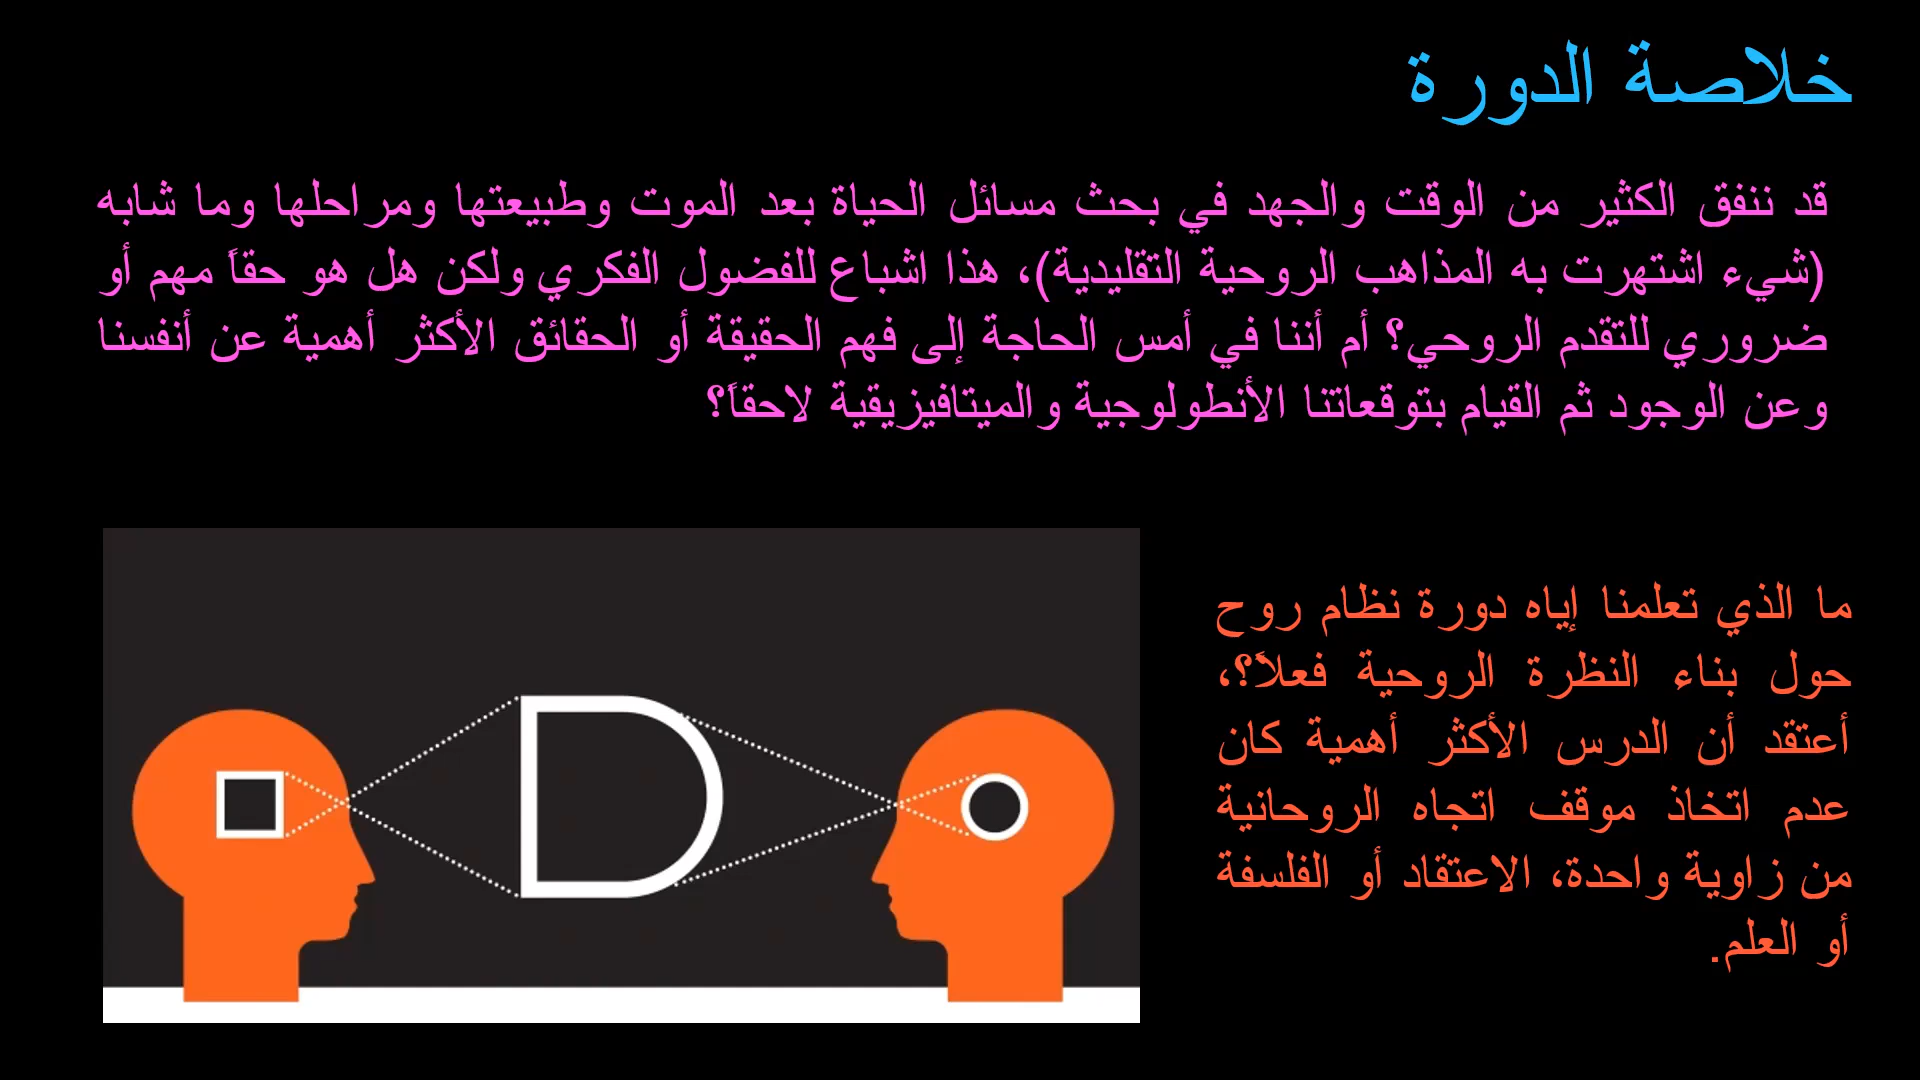 خلاصة الدورة
قد ننفق الكثير من الوقت والجهد في بحث مسائل الحياة بعد الموت وطبيعتها ومراحلها وما شابه
(شيء اشتهرت به المذاهب الروحية التقليدية)، هذا اشباع للفضول الفكري ولكن هل هو حقاً مهم أو
ضروري للتقدم الروحي؟ أم أننا في أمس الحاجة إلى فهم الحقيقة أو الحقائق الأكثر أهمية عن أنفسنا
وعن الوجود ثم القيام بتوقعاتنا الأنطولوجية والميتافيزيقية لاحقاً؟
ما الذي تعلمنا إياه دورة نظام روح
حول بناء النظرة الروحية فعلاً؟،
أعتقد أن الدرس الأكثر أهمية كان
عدم اتخاذ موقف اتجاه الروحانية
من زاوية واحدة، الاعتقاد أو الفلسفة
أو العلم.